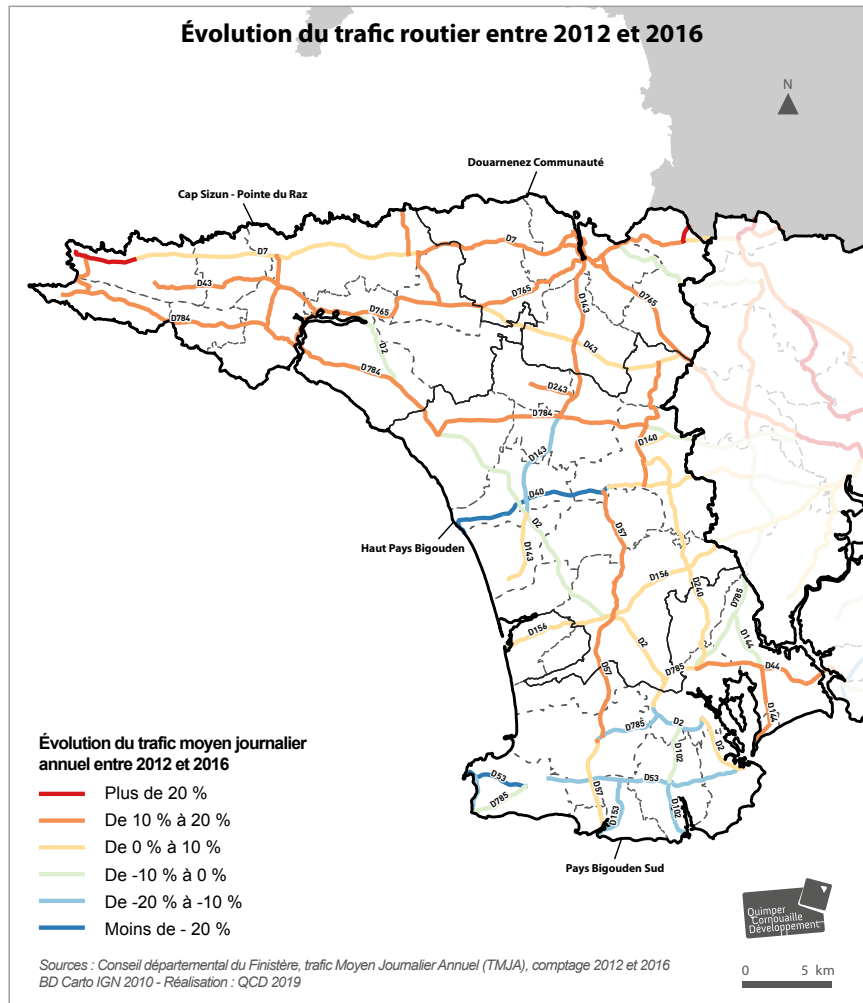 Évolution du trafic routier entre 2012 et 2016
N
Douarnenez Communauté
Cap Sizun - Pointe du Raz
D7
D7
D43
D765
D765
D765
D143
D784
D2
D784
D43
D243
D784
D140
D143
D40
D2
D57
Haut Pays Bigouden
D143
D156
D240
D785
D156
D2
D144
D57
D785
D44
D144
D785
D2
D2
D102
D53
D785
D57
D53
D153
D102
Pays Bigouden Sud
Évolution du trafic moyen journalier
annuel entre 2012 et 2016
Plus de 20 %
De 10 % à 20 %
De 0 % à 10 %
De -10 % à 0 %
De -20 % à -10 %
Moins de - 20 %
Quimper
Cornouaille
Développement
Sources : Conseil départemental du Finistère, trafic Moyen Journalier Annuel (TMJA), comptage 2012 et 2016
BD Carto IGN 2010 - Réalisation : QCD 2019
0 5 km